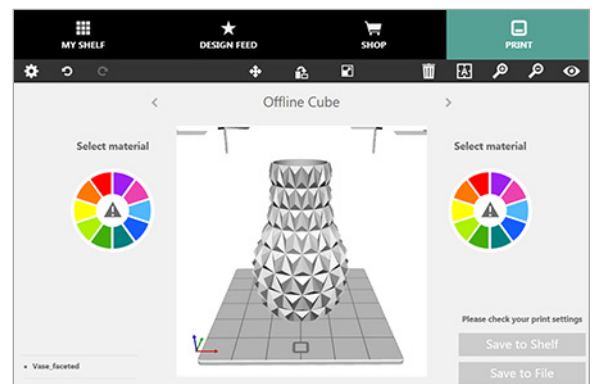 MY SHELF
DESIGN FEED
SHOP
PRINT
< Offline Cube >
Select material
Select material
Please check your print settings
Save to Shelf
• Vase_faceted
Save to File